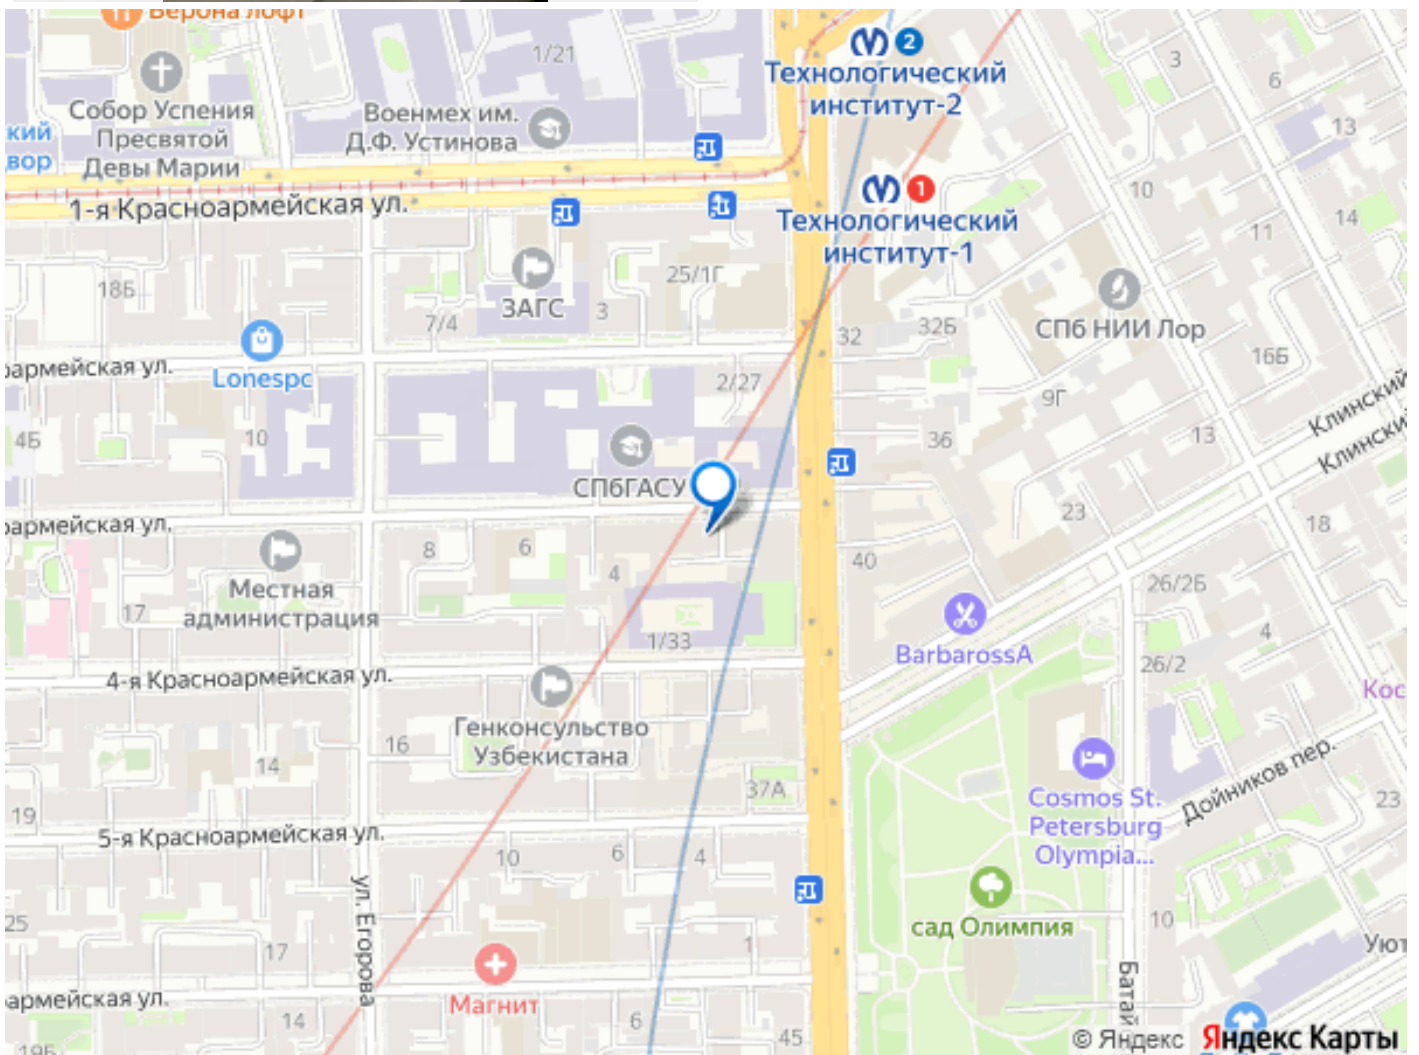 Верона лофт
1/21
2
Технологический
институт-2
3
6
Собор Успения
Пресвятой
Девы Марии
Военмех им.
Д.Ф. Устинова
ский
вор
13
1
Технологический
институт-1
10
14
11
1-я Красноармейская ул.
18Б
ЗАГС
25/1Г
3
7/4
32
32Б
СПб НИИ Лор
16Б
оармейская ул.
Lonespc
2/27
9Г
Клинский
Клинский
4Б
10
36
13
СПбГАСУ
оармейская ул.
23
18
8
6
4
40
26/2Б
Местная
администрация
17
1/33
BarbarossA
4
26/2
4-я Красноармейская ул.
Кос
Генконсульство
Узбекистана
16
14
37А
Дойников пер.
19
Cosmos St.
Petersburg
Olympia...
23
5-я Красноармейская ул.
10
6
4
ул. Егорова
25
17
1
сад Олимпия
10
Уют
Магнит
Батай
армейская ул.
14
6
45
19Б
© Яндекс Яндекс Карты